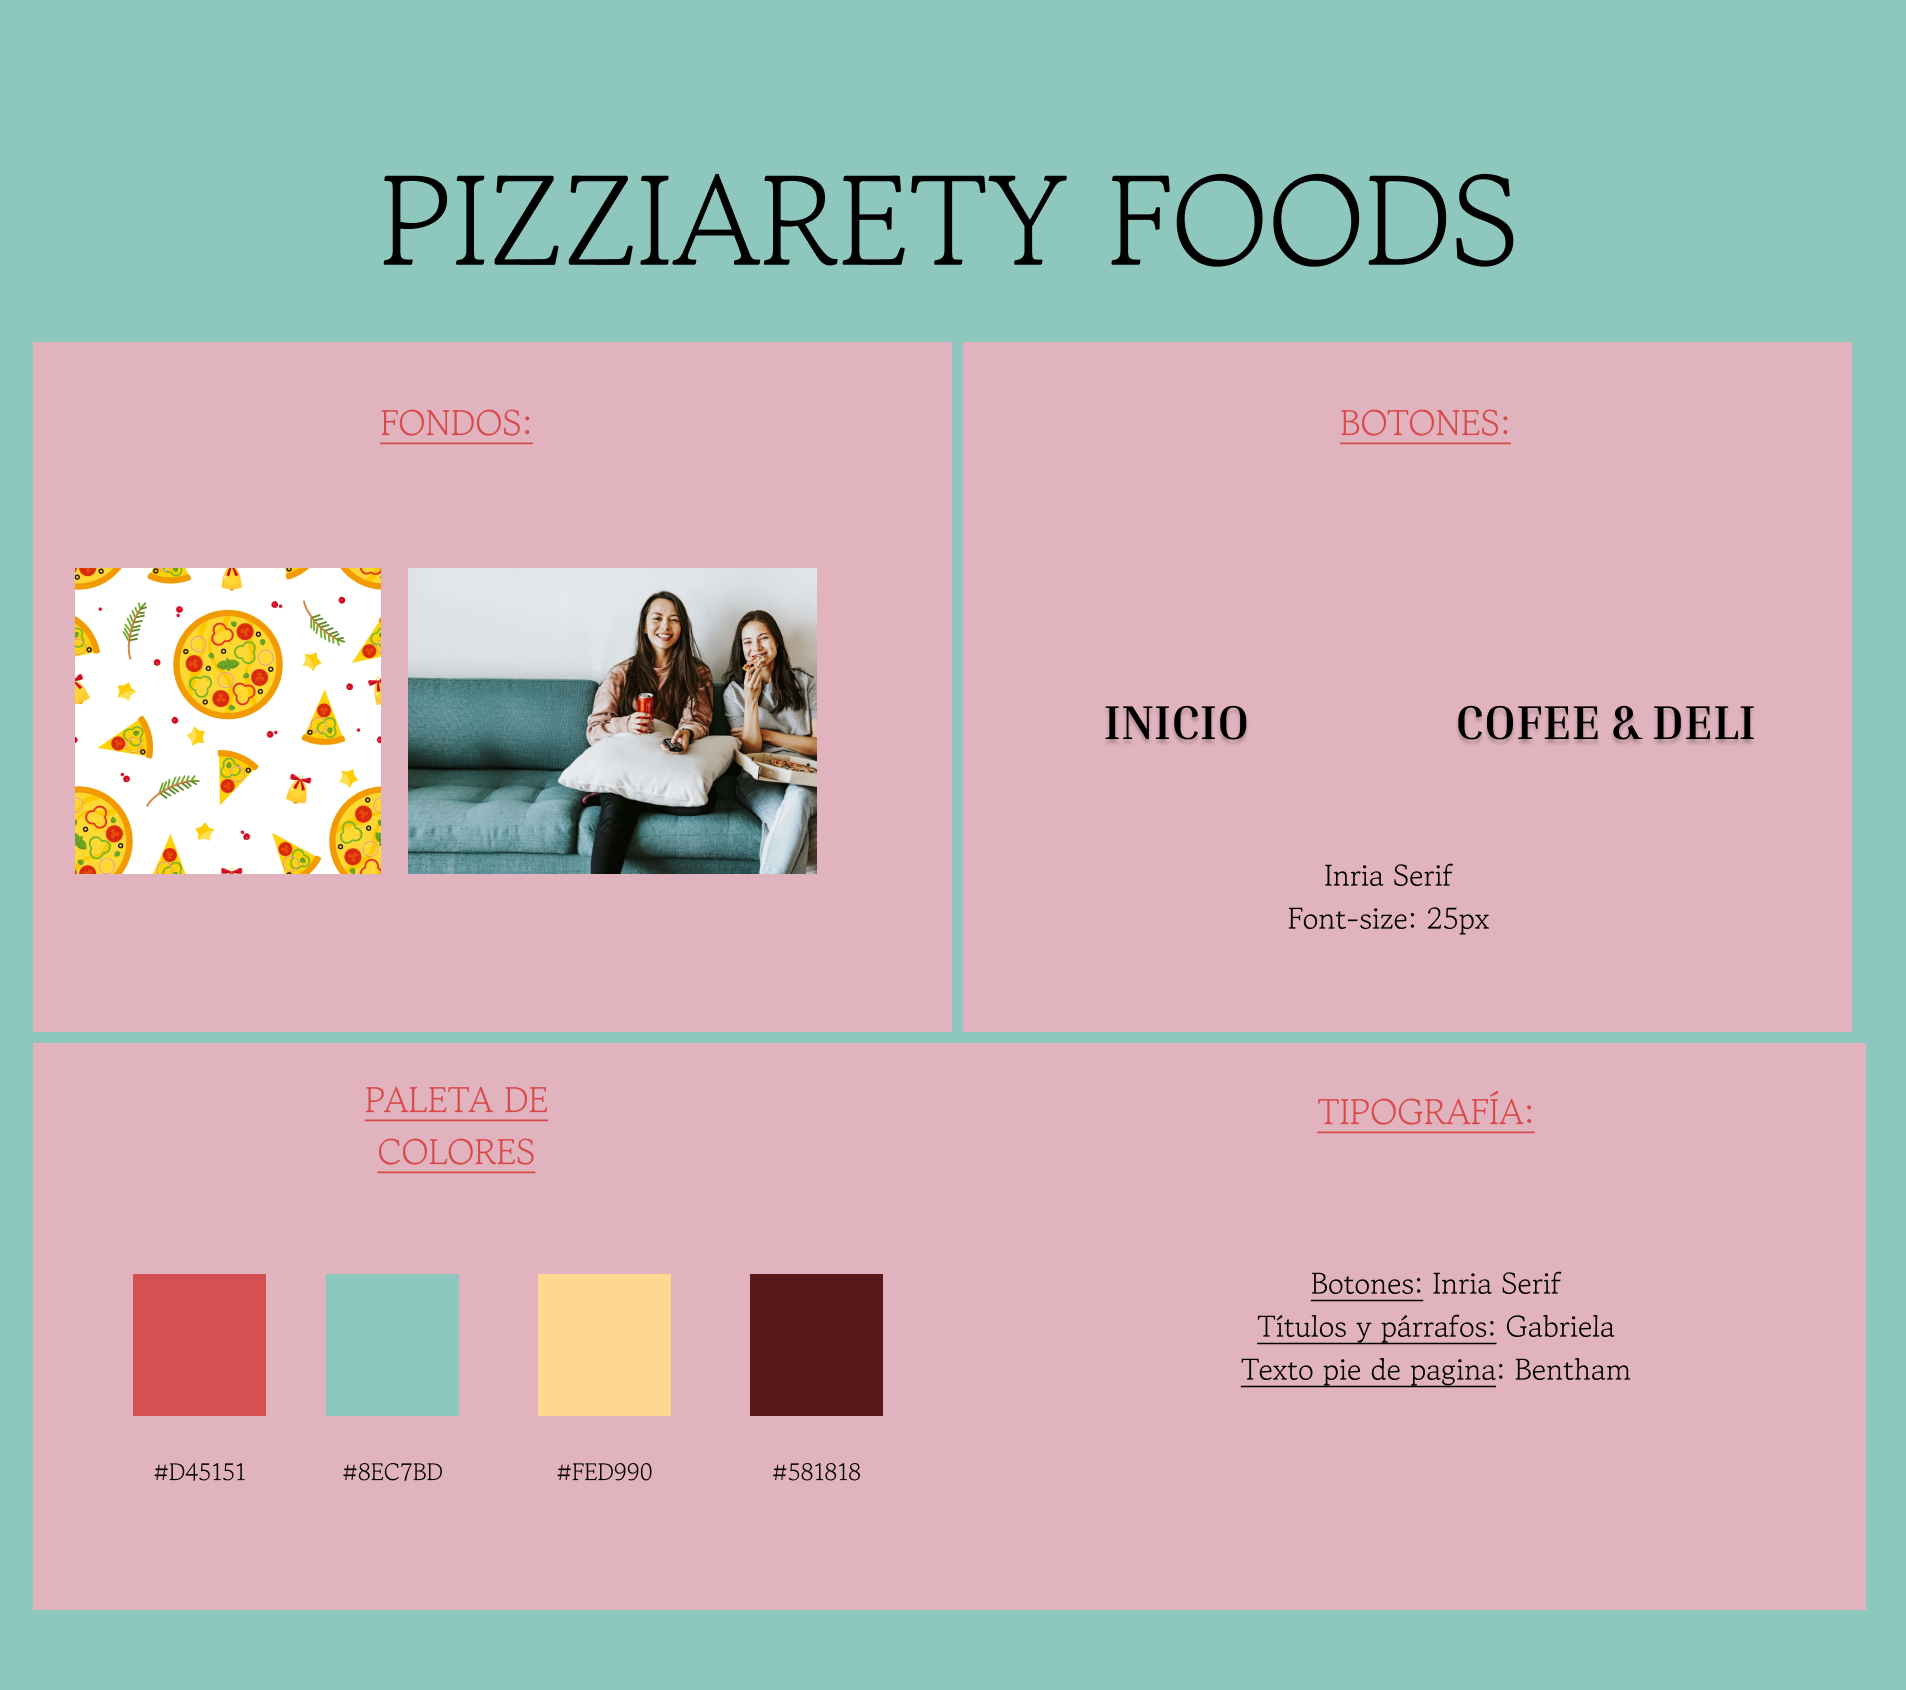 PIZZIARETY FOODS
FONDOS:
BOTONES:
INICIO
COFEE & DELI
Inria Serif
Font-size: 25px
PALETA DE
COLORES
#D45151
#8EC7BD
#FED990
#581818
TIPOGRAFÍA:
Botones: Inria Serif
Títulos y párrafos: Gabriela
Texto pie de pagina: Bentham